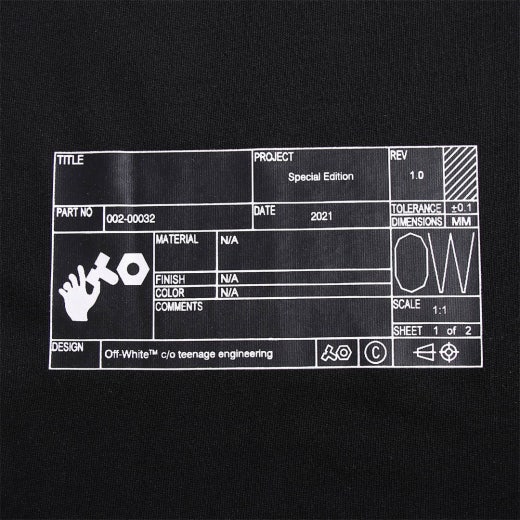 TITLE
PROJECT
Special Edition
REV
1.0
PART NO
002-00032
DATE
2021
TOLERANCE ±0.1
DIMENSIONS MM
MATERIAL N/A
FINISH N/A
COLOR N/A
COMMENTS
OW
SCALE
1:1
SHEET 1 of 2
DESIGN
Off-White™ c/o teenage engineering
©